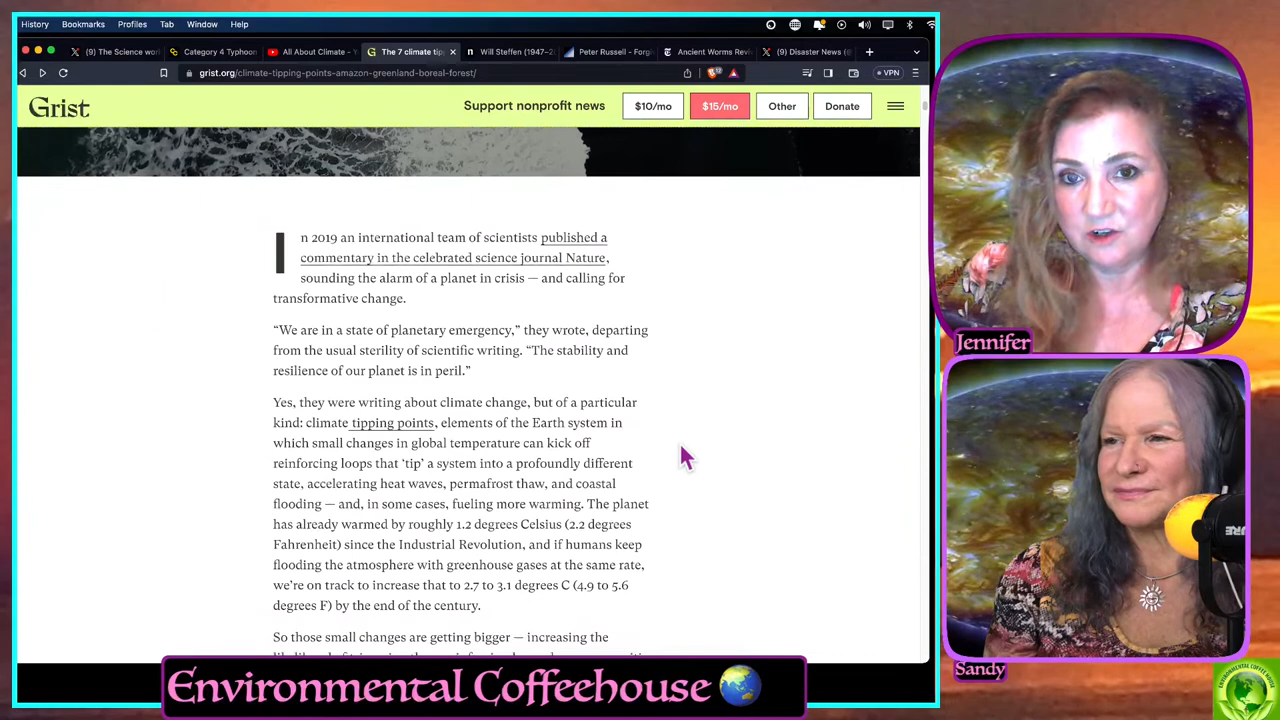 History Bookmarks Profiles Tab Window Help
(9) The Science wor
Category 4 Typhoon
All About Climate - Y
The 7 climate tip
Will Steffen (1947–2
Peter Russell - Forgi
Ancient Worms Revi
(9) Disaster News (@
grist.org/climate-tipping-points-amazon-greenland-boreal-forest/
VPN
Grist
Support nonprofit news
$10/mo
$15/mo
Other
Donate
In 2019 an international team of scientists published a
commentary in the celebrated science journal Nature,
sounding the alarm of a planet in crisis — and calling for
transformative change.
“We are in a state of planetary emergency,” they wrote, departing
from the usual sterility of scientific writing. “The stability and
resilience of our planet is in peril.”
Yes, they were writing about climate change, but of a particular
kind: climate tipping points, elements of the Earth system in
which small changes in global temperature can kick off
reinforcing loops that ‘tip’ a system into a profoundly different
state, accelerating heat waves, permafrost thaw, and coastal
flooding — and, in some cases, fueling more warming. The planet
has already warmed by roughly 1.2 degrees Celsius (2.2 degrees
Fahrenheit) since the Industrial Revolution, and if humans keep
flooding the atmosphere with greenhouse gases at the same rate,
we’re on track to increase that to 2.7 to 3.1 degrees C (4.9 to 5.6
degrees F) by the end of the century.
So those small changes are getting bigger — increasing the
Jennifer
Sandy
Environmental Coffeehouse
ENVIRONMENTAL COFFEEHOUSE